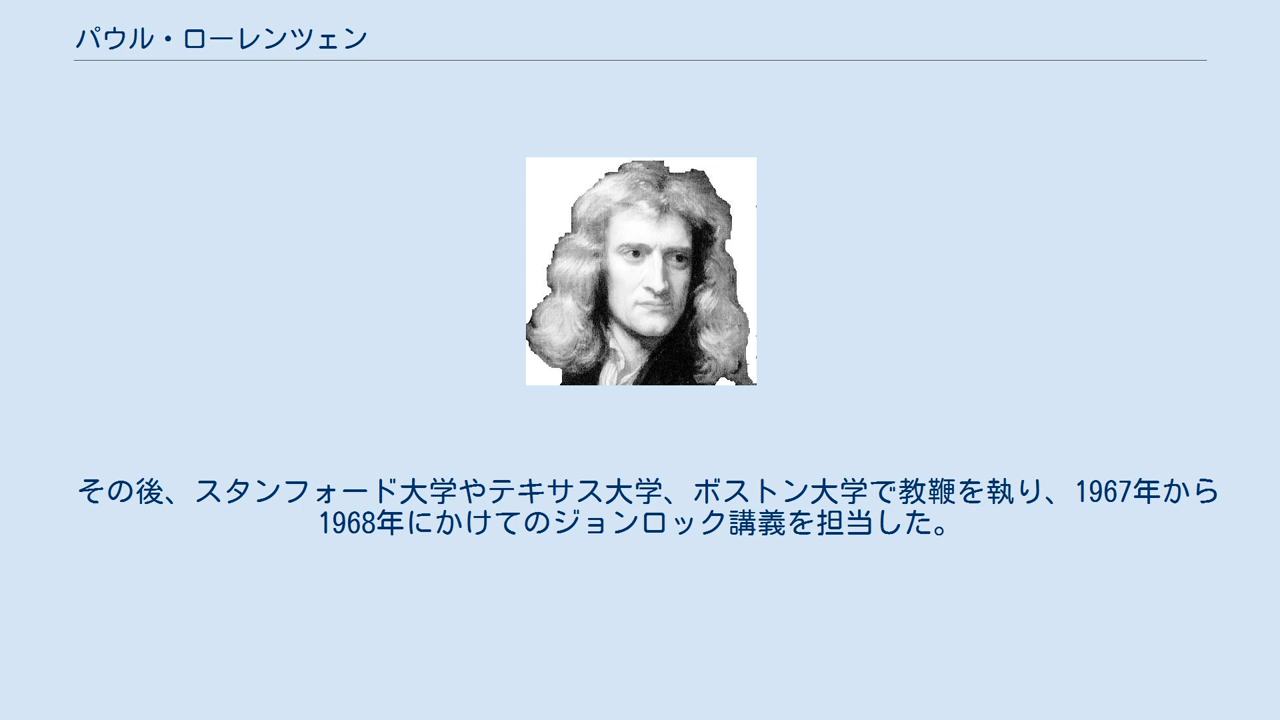 パウル・ローレンツェン
その後、スタンフォード大学やテキサス大学、ボストン大学で教鞭を執り、1967年から
1968年にかけてのジョンロック講義を担当した。